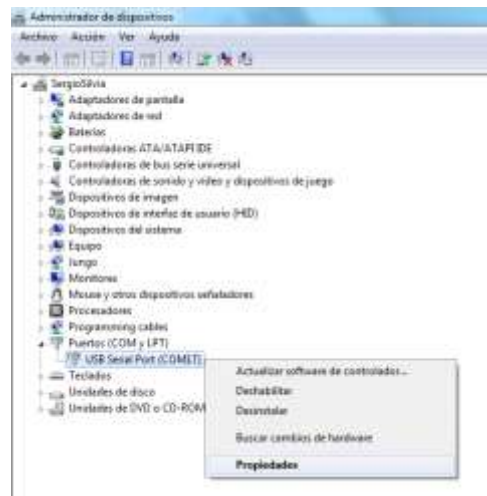 Administrador de dispositivos
Archivo Acción Ver Ayuda
SergioSilvia
Adaptadores de pantalla
Adaptadores de red
Baterías
Controladoras ATA/ATAPI IDE
Controladoras de bus serie universal
Controladoras de sonido y vídeo y dispositivos de juego
Dispositivos de imagen
Dispositivos de interfaz de usuario (HID)
Dispositivos del sistema
Equipo
Jungo
Monitores
Mouse y otros dispositivos señaladores
Procesadores
Programming cables
Puertos (COM y LPT)
USB Serial Port
Teclados
Unidades de disco
Unidades de DVD o CD-ROM
Actualizar software de controlador...
Deshabilitar
Desinstalar
Buscar cambios de hardware
Propiedades